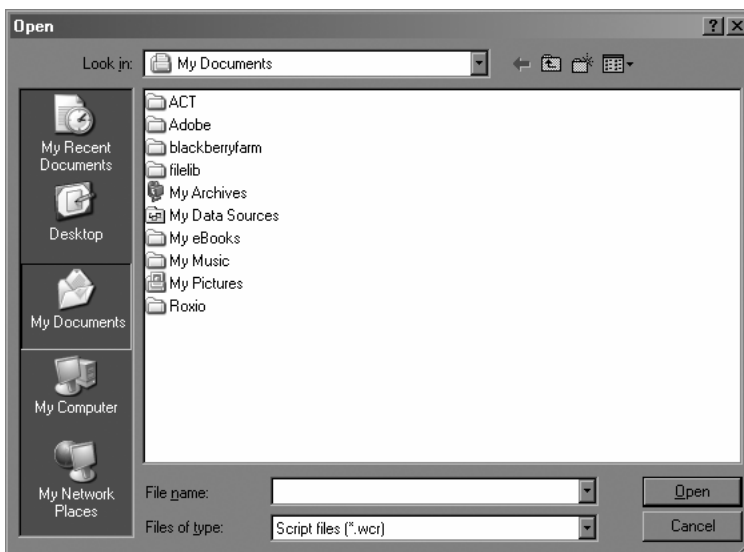 Open
Look in:
My Documents
My Recent
Documents
Desktop
My Documents
My Computer
My Network
Places
ACT
Adobe
blackberryfarm
filelib
My Archives
My Data Sources
My eBooks
My Music
My Pictures
Roxio
File name:
Open
Files of type:
Script files (*.wcr)
Cancel